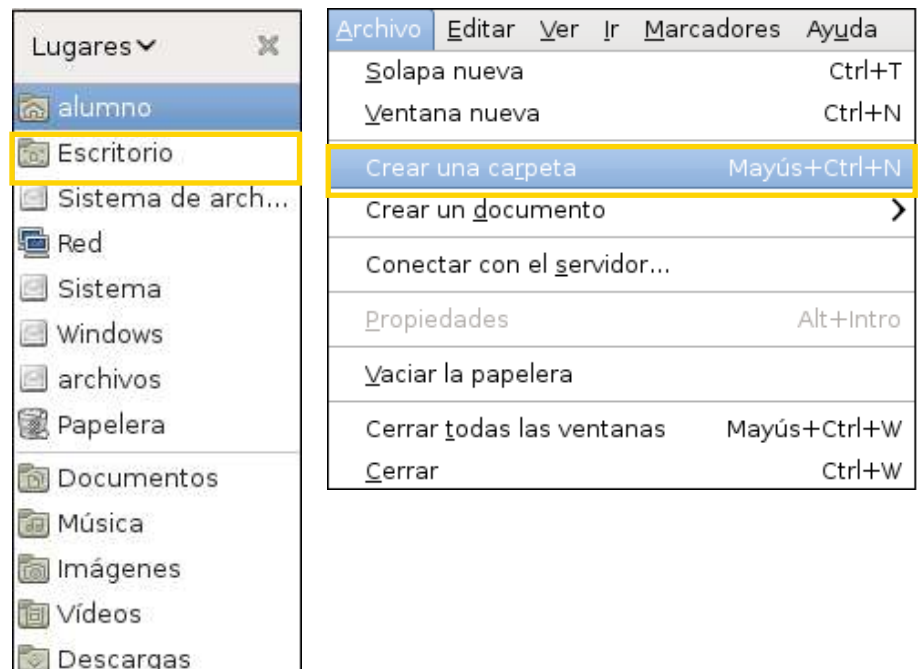 Lugares
alumno
Escritorio
Sistema de arch...
Red
Sistema
Windows
archivos
Papelera
Documentos
Música
Imágenes
Vídeos
Descargas
Archivo Editar Ver Ir Marcadores Ayuda
Solapa nueva Ctrl+T
Ventana nueva Ctrl+N
Crear una carpeta Mayús+Ctrl+N
Crear un documento
Conectar con el servidor...
Propiedades Alt+Intro
Vaciar la papelera
Cerrar todas las ventanas Mayús+Ctrl+W
Cerrar Ctrl+W